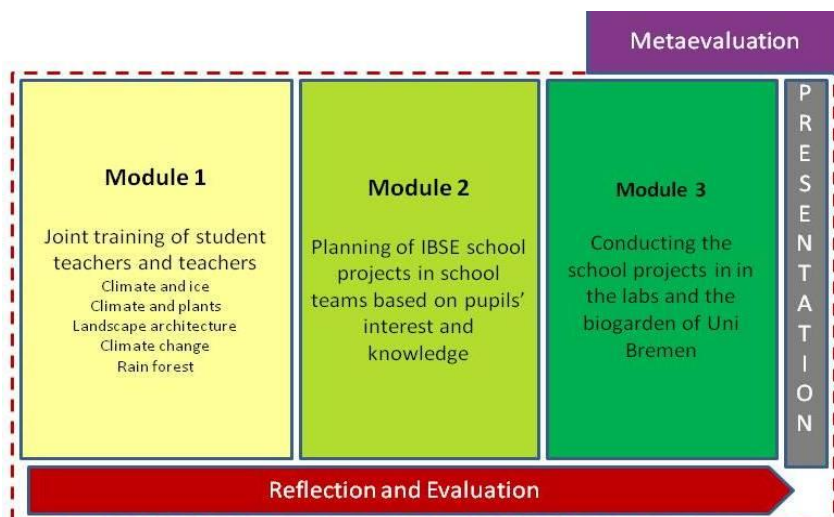 Metaevaluation
Module 1
Joint training of student
teachers and teachers
Climate and ice
Climate and plants
Landscape architecture
Climate change
Rain forest
Module 2
Planning of IBSE school
projects in school
teams based on pupils'
interest and
knowledge
Module 3
Conducting the
school projects in in
the labs and the
biogarden of Uni
Bremen
PRESENTATION
Reflection and Evaluation